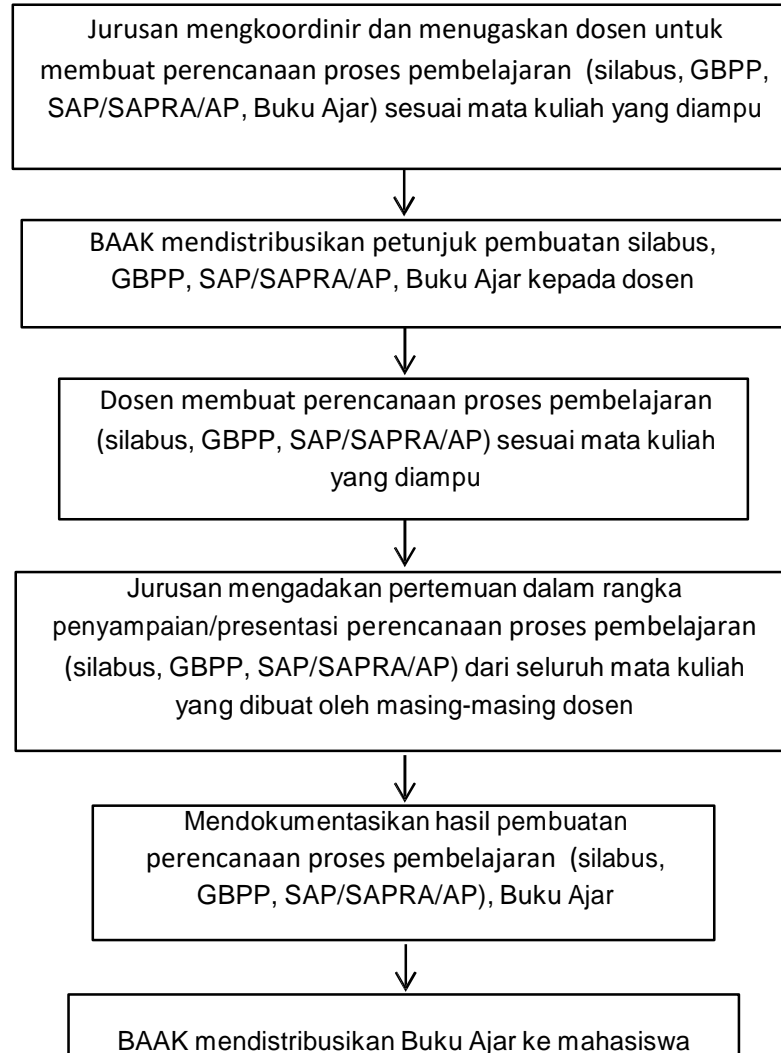 Jurusan mengkoordinir dan menugaskan dosen untuk
membuat perencanaan proses pembelajaran (silabus, GBPP,
SAP/SAPRA/AP, Buku Ajar) sesuai mata kuliah yang diampu
BAAK mendistribusikan petunjuk pembuatan silabus,
GBPP, SAP/SAPRA/AP, Buku Ajar kepada dosen
Dosen membuat perencanaan proses pembelajaran
(silabus, GBPP, SAP/SAPRA/AP) sesuai mata kuliah
yang diampu
Jurusan mengadakan pertemuan dalam rangka
penyampaian/presentasi perencanaan proses pembelajaran
(silabus, GBPP, SAP/SAPRA/AP) dari seluruh mata kuliah
yang dibuat oleh masing-masing dosen
Mendokumentasikan hasil pembuatan
perencanaan proses pembelajaran (silabus,
GBPP, SAP/SAPRA/AP), Buku Ajar
BAAK mendistribusikan Buku Ajar ke mahasiswa